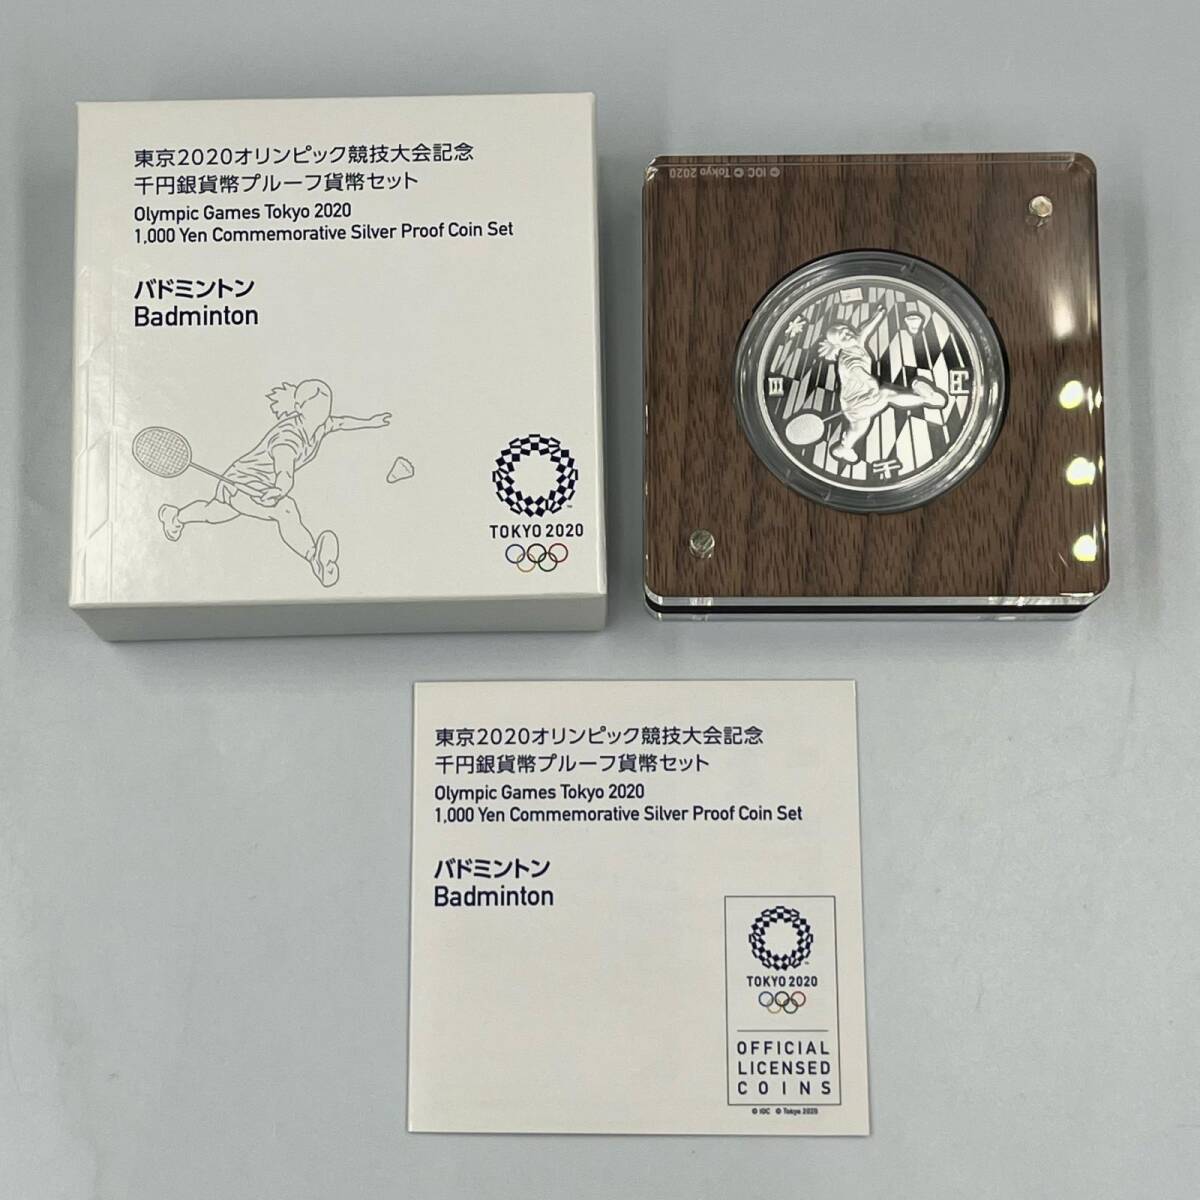 東京2020オリンピック競技大会記念
千円銀貨幣プルーフ貨幣セット
Olympic Games Tokyo 2020
1,000 Yen Commemorative Silver Proof Coin Set
バドミントン
Badminton
TOKYO 2020
© IOC © Tokyo 2020
千
円
東京2020オリンピック競技大会記念
千円銀貨幣プルーフ貨幣セット
Olympic Games Tokyo 2020
1,000 Yen Commemorative Silver Proof Coin Set
バドミントン
Badminton
TOKYO 2020
OFFICIAL
LICENSED
COINS
© IOC © Tokyo 2020